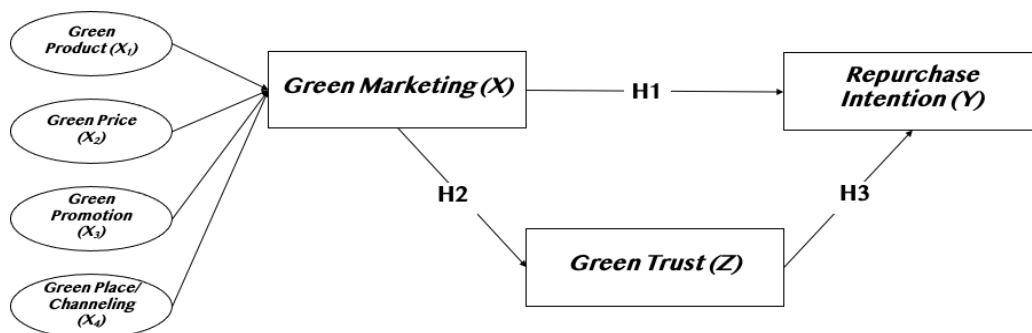 Green
Product (X₁)
Green Price
(X₂)
Green
Promotion
(X₃)
Green Place/
Channeling
(X₄)
Green Marketing (X)
H1
Repurchase
Intention (Y)
H2
H3
Green Trust (Z)